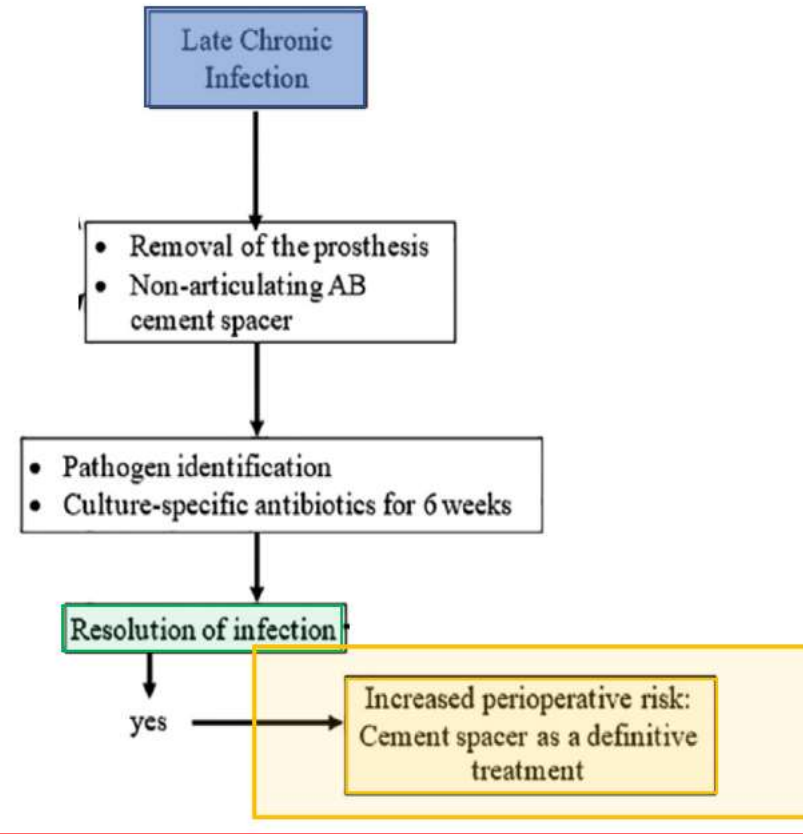 Late Chronic
Infection
• Removal of the prosthesis
• Non-articulating AB
cement spacer
• Pathogen identification
• Culture-specific antibiotics for 6 weeks
Resolution of infection
yes
Increased perioperative risk:
Cement spacer as a definitive
treatment